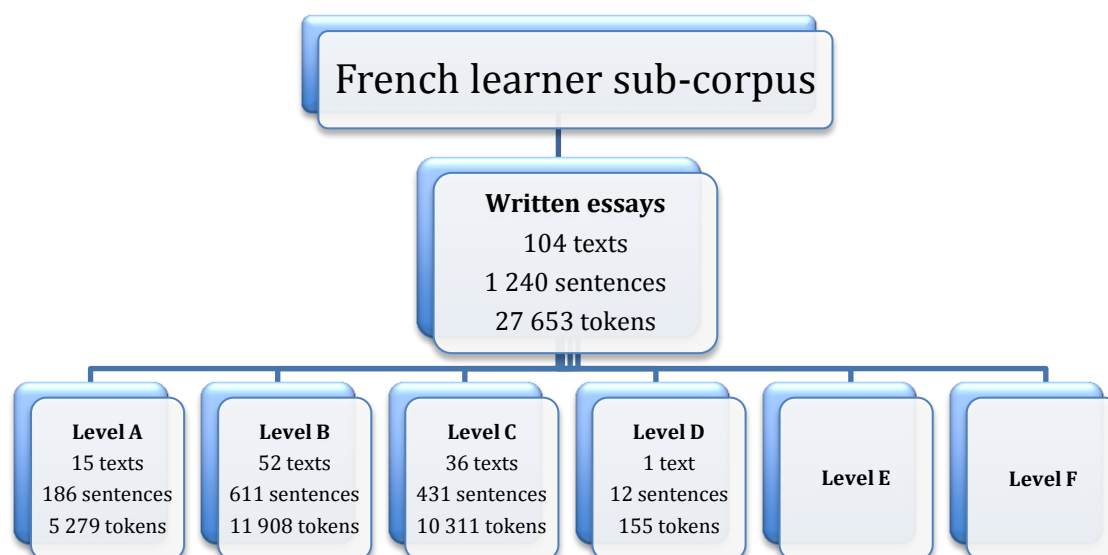 French learner sub-corpus
Written essays
104 texts
1 240 sentences
27 653 tokens
Level A
15 texts
186 sentences
5 279 tokens
Level B
52 texts
611 sentences
11 908 tokens
Level C
36 texts
431 sentences
10 311 tokens
Level D
1 text
12 sentences
155 tokens
Level E
Level F